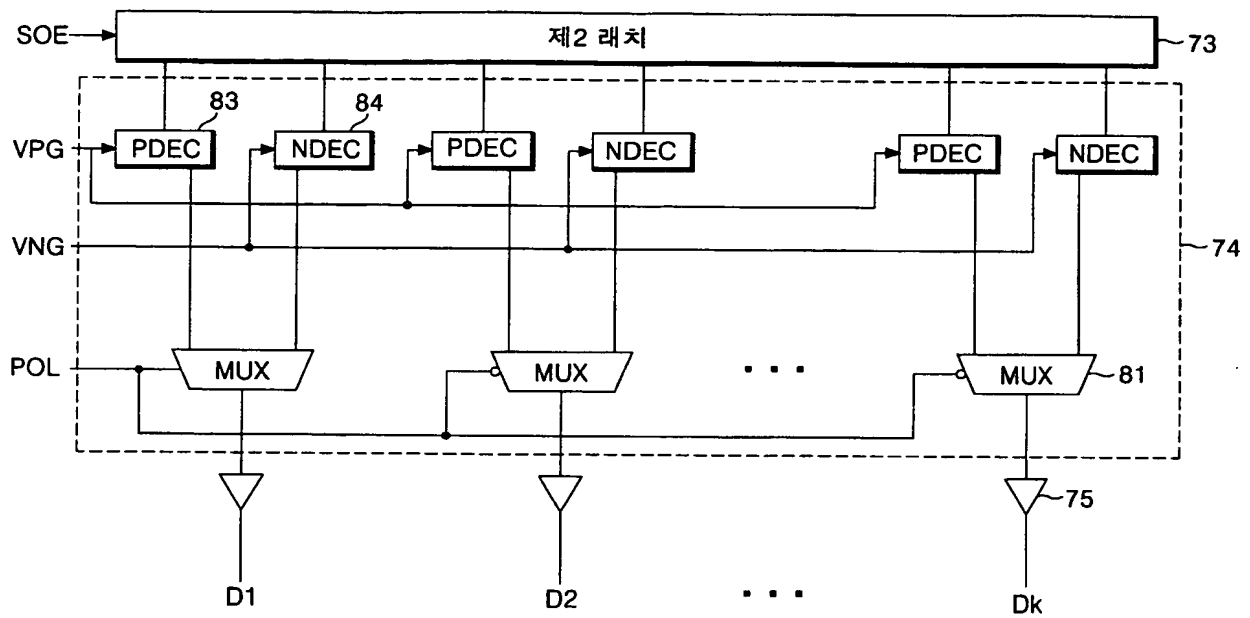 SOE
제2 래치
73
83
84
VPG
PDEC
NDEC
PDEC
NDEC
PDEC
NDEC
VNG
74
POL
MUX
MUX
...
MUX
81
75
D1
D2
...
Dk